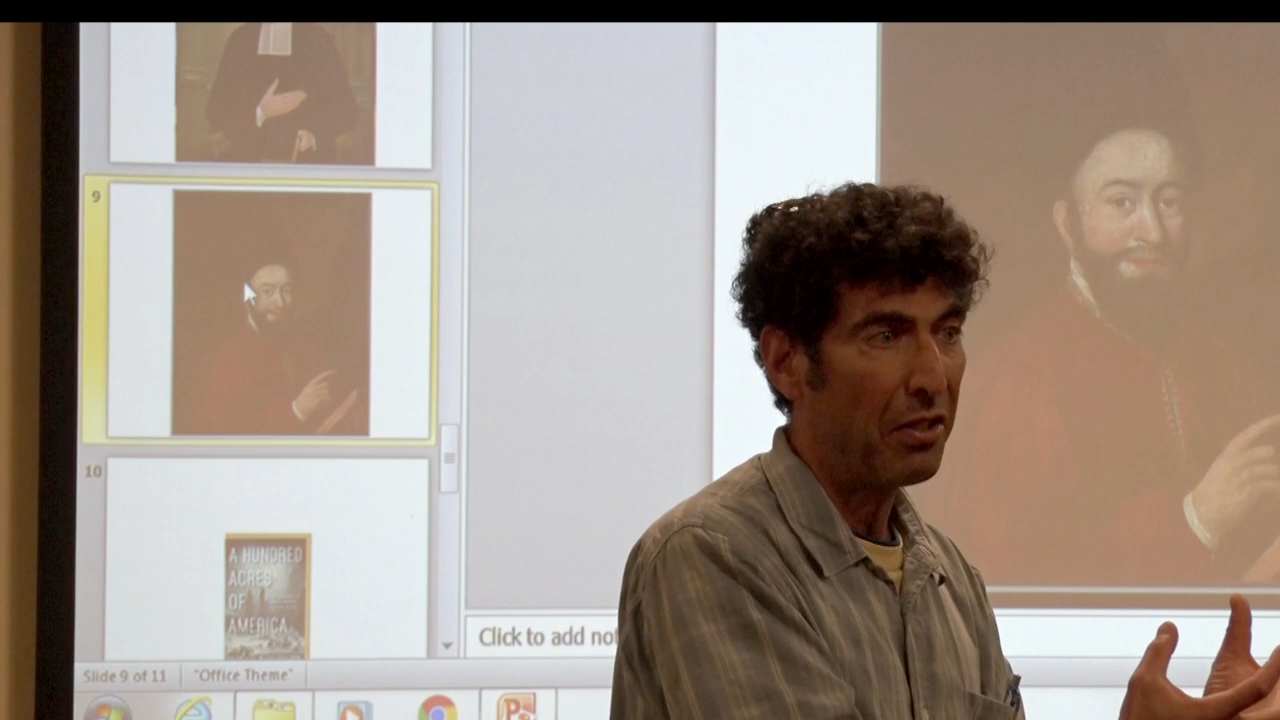 9
10
A HUNDRED
ACRES
OF
AMERICA
Click to add not
Slide 9 of 11
"Office Theme"